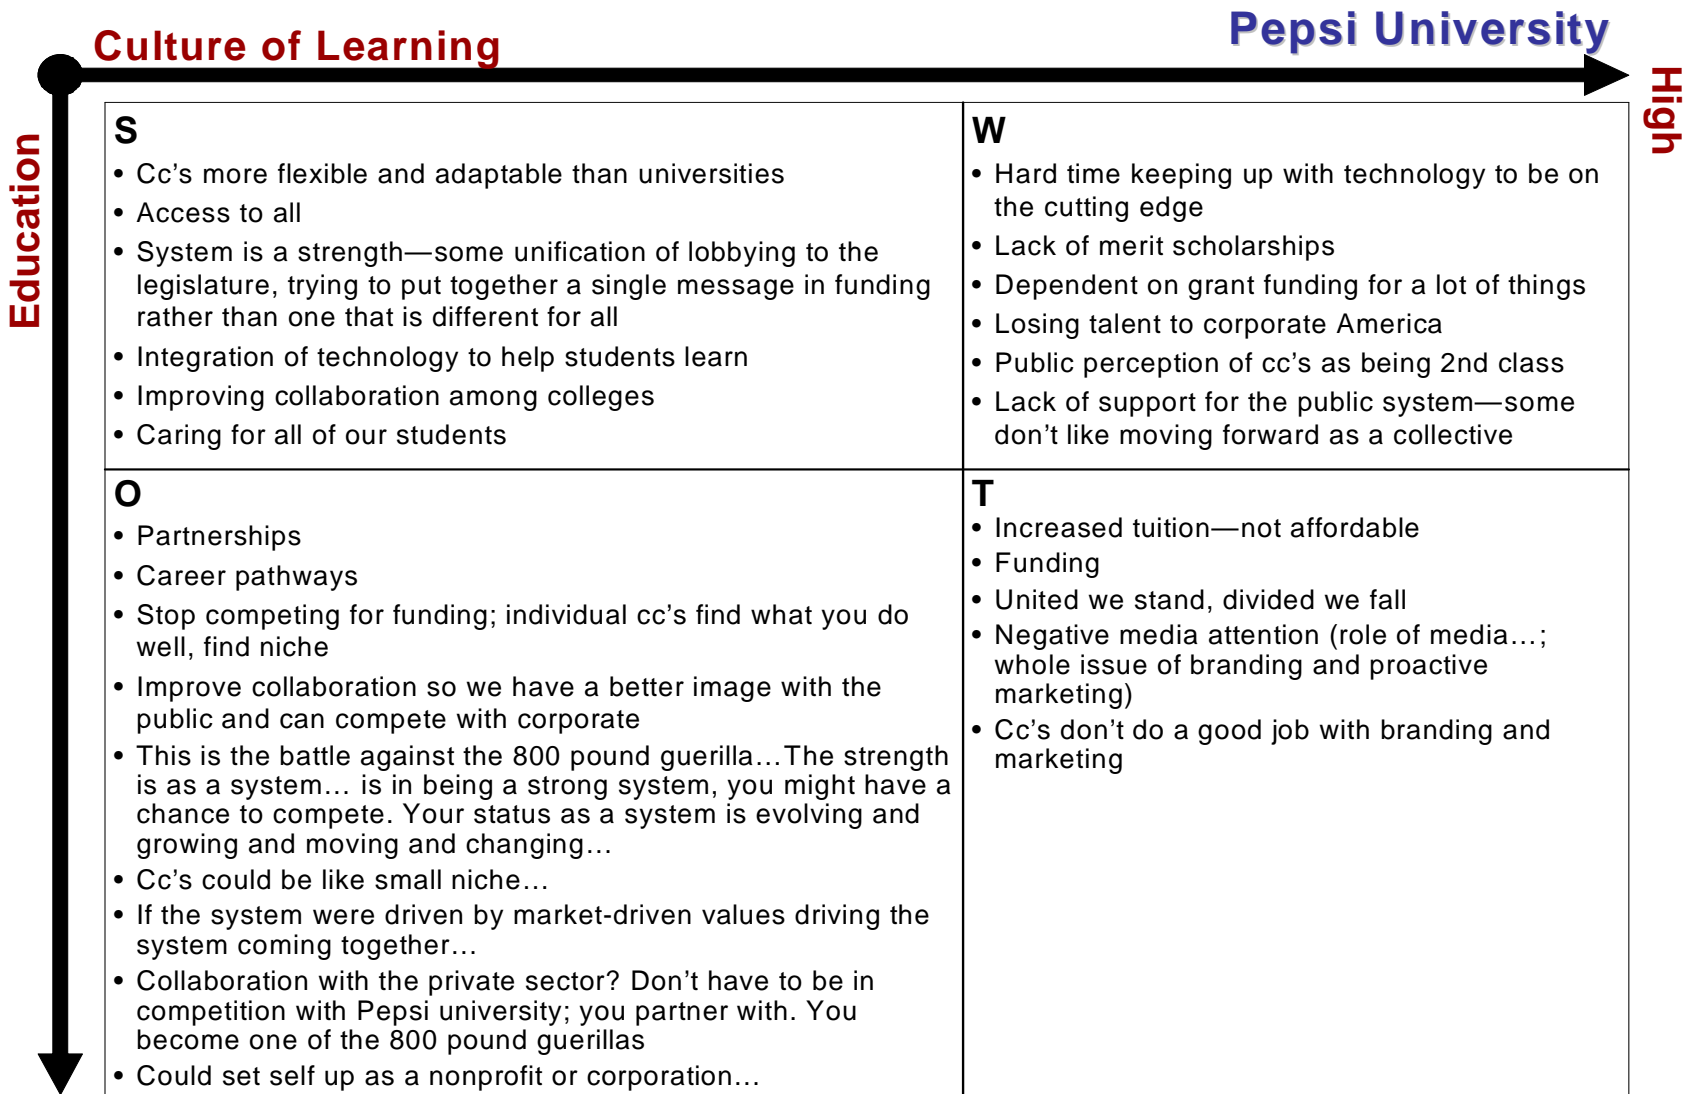 Culture of Learning
Pepsi University
High
Education
S
• Cc’s more flexible and adaptable than universities
• Access to all
• System is a strength—some unification of lobbying to the
legislature, trying to put together a single message in funding
rather than one that is different for all
• Integration of technology to help students learn
• Improving collaboration among colleges
• Caring for all of our students
W
• Hard time keeping up with technology to be on
the cutting edge
• Lack of merit scholarships
• Dependent on grant funding for a lot of things
• Losing talent to corporate America
• Public perception of cc’s as being 2nd class
• Lack of support for the public system—some
don’t like moving forward as a collective
O
• Partnerships
• Career pathways
• Stop competing for funding; individual cc’s find what you do
well, find niche
• Improve collaboration so we have a better image with the
public and can compete with corporate
• This is the battle against the 800 pound guerilla…The strength
is as a system… is in being a strong system, you might have a
chance to compete. Your status as a system is evolving and
growing and moving and changing…
• Cc’s could be like small niche…
• If the system were driven by market-driven values driving the
system coming together…
• Collaboration with the private sector? Don’t have to be in
competition with Pepsi university; you partner with. You
become one of the 800 pound guerillas
• Could set self up as a nonprofit or corporation…
T
• Increased tuition—not affordable
• Funding
• United we stand, divided we fall
• Negative media attention (role of media…;
whole issue of branding and proactive
marketing)
• Cc’s don’t do a good job with branding and
marketing